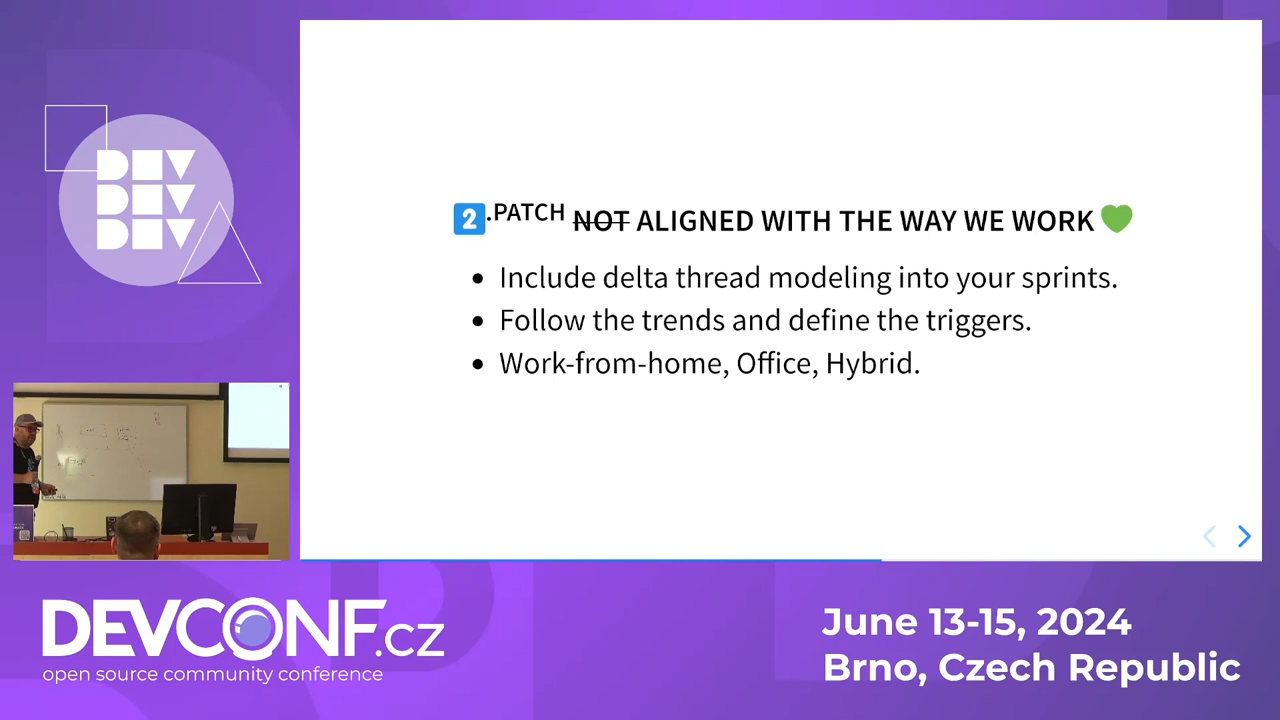 DEV
DEV
DEV
2.PATCH NOT ALIGNED WITH THE WAY WE WORK
Include delta thread modeling into your sprints.
Follow the trends and define the triggers.
Work-from-home, Office, Hybrid.
DEVCONF.cz
open source community conference
June 13-15, 2024
Brno, Czech Republic